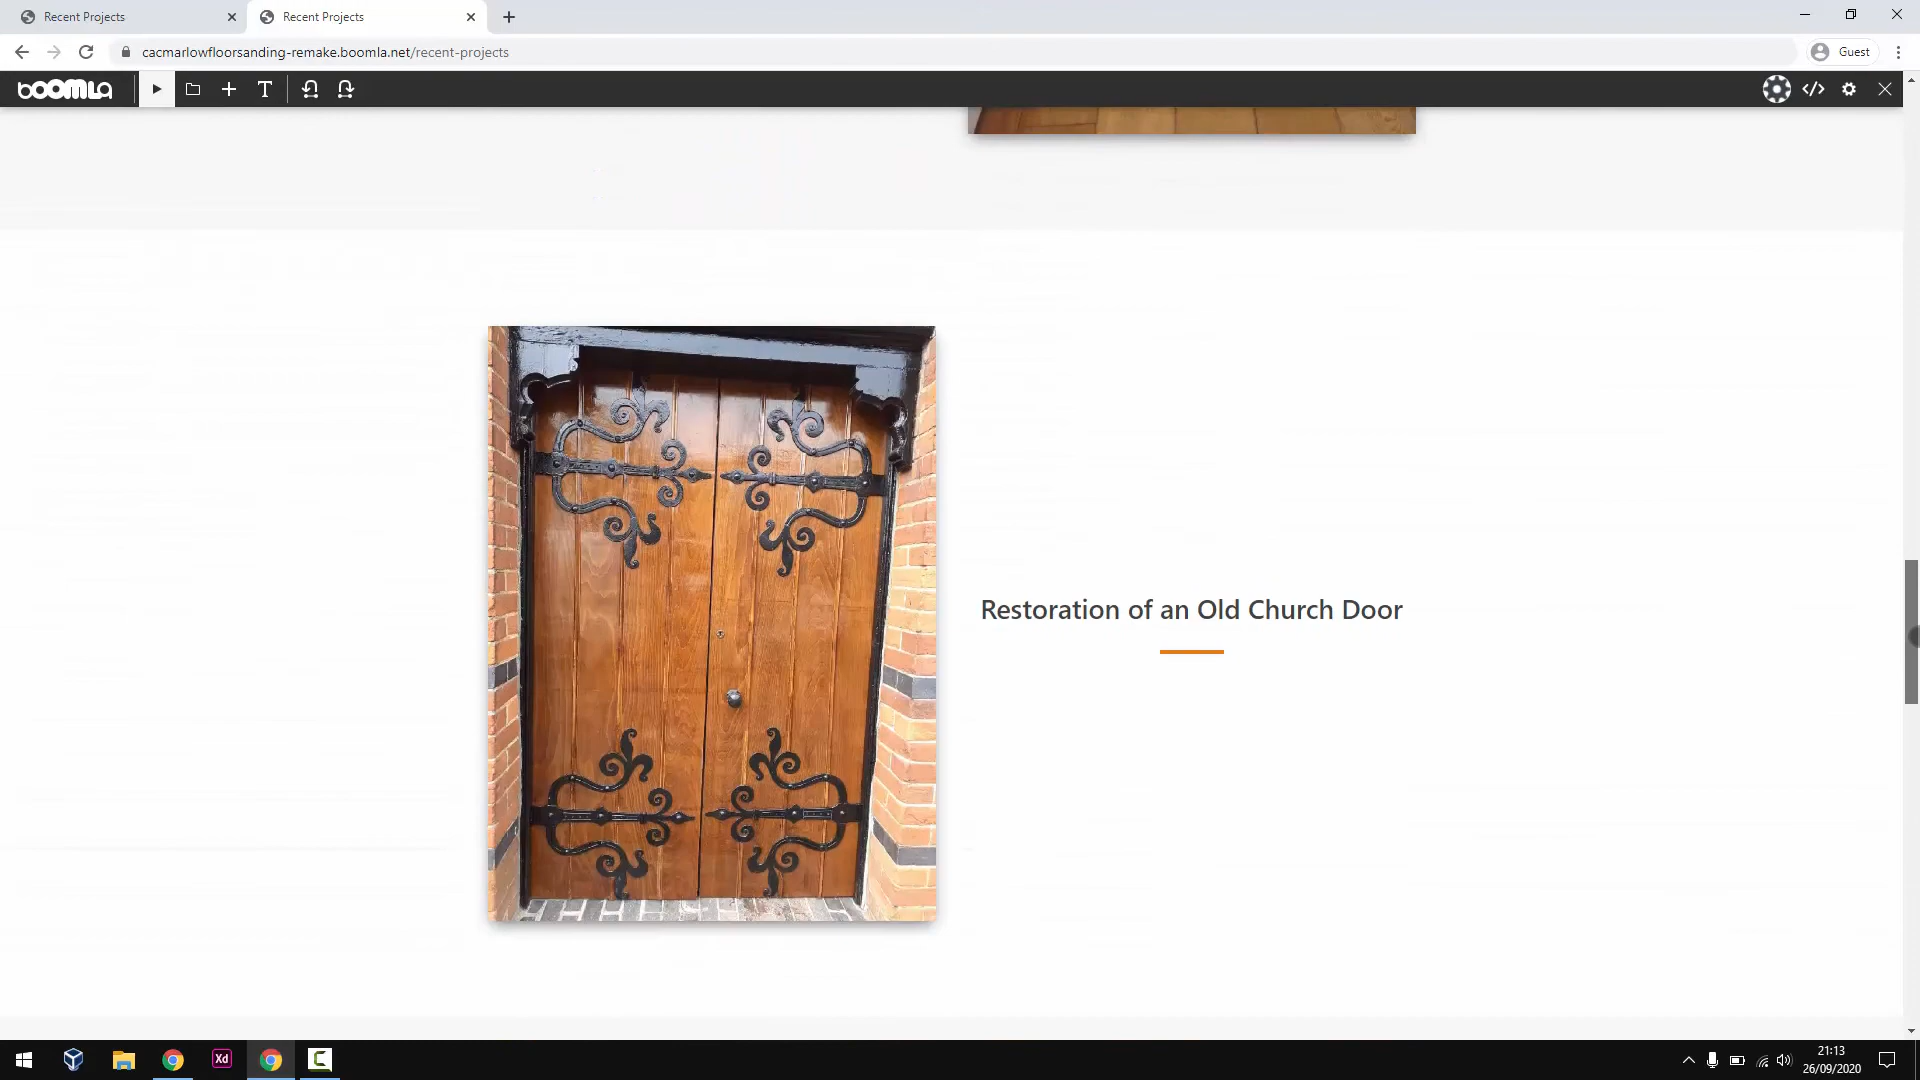 Recent Projects
Recent Projects
cacmarlowfloorsanding-remake.boomla.net/recent-projects
Guest
boomla
T
</>
Restoration of an Old Church Door
Xd
21:13
26/09/2020